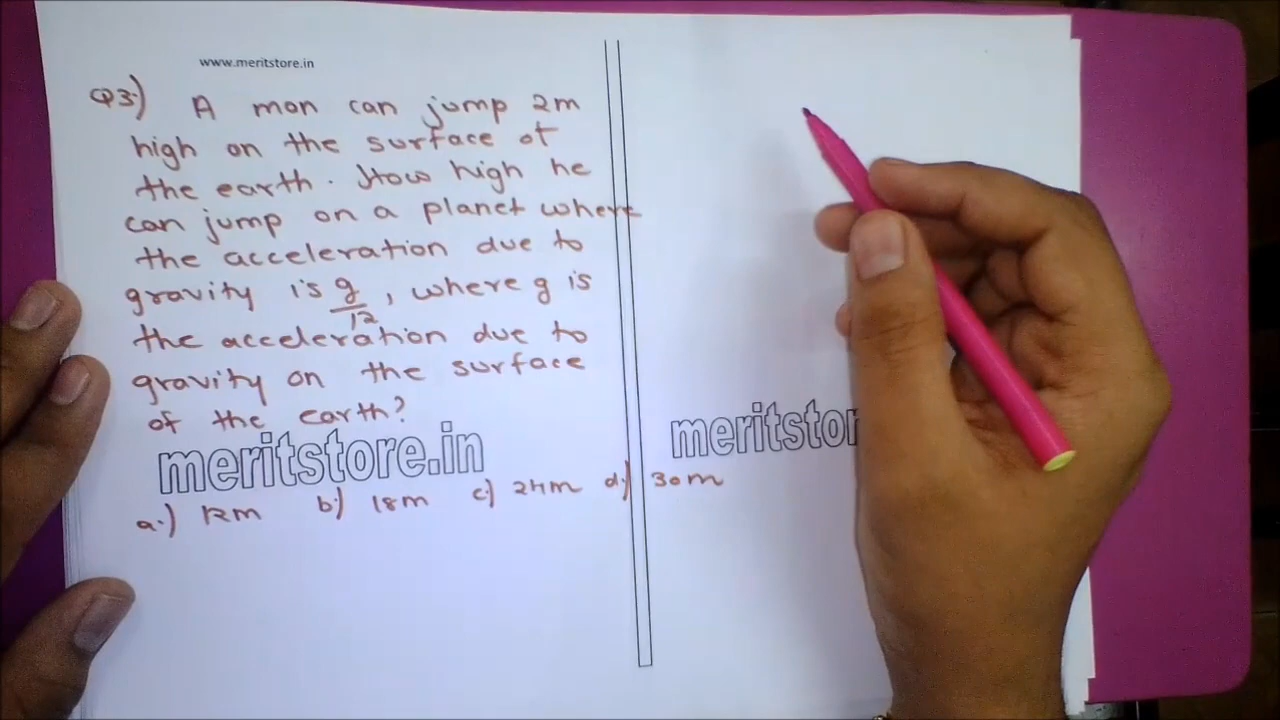 www.meritstore.in
Q3.) A man can jump 2m
high on the surface of
the earth. How high he
can jump on a planet where
the acceleration due to
gravity is g/12, where g is
the acceleration due to
gravity on the surface
of the earth?
meritstore.in
meritstor
a.) 12m b.) 18m c.) 24m d.) 30m